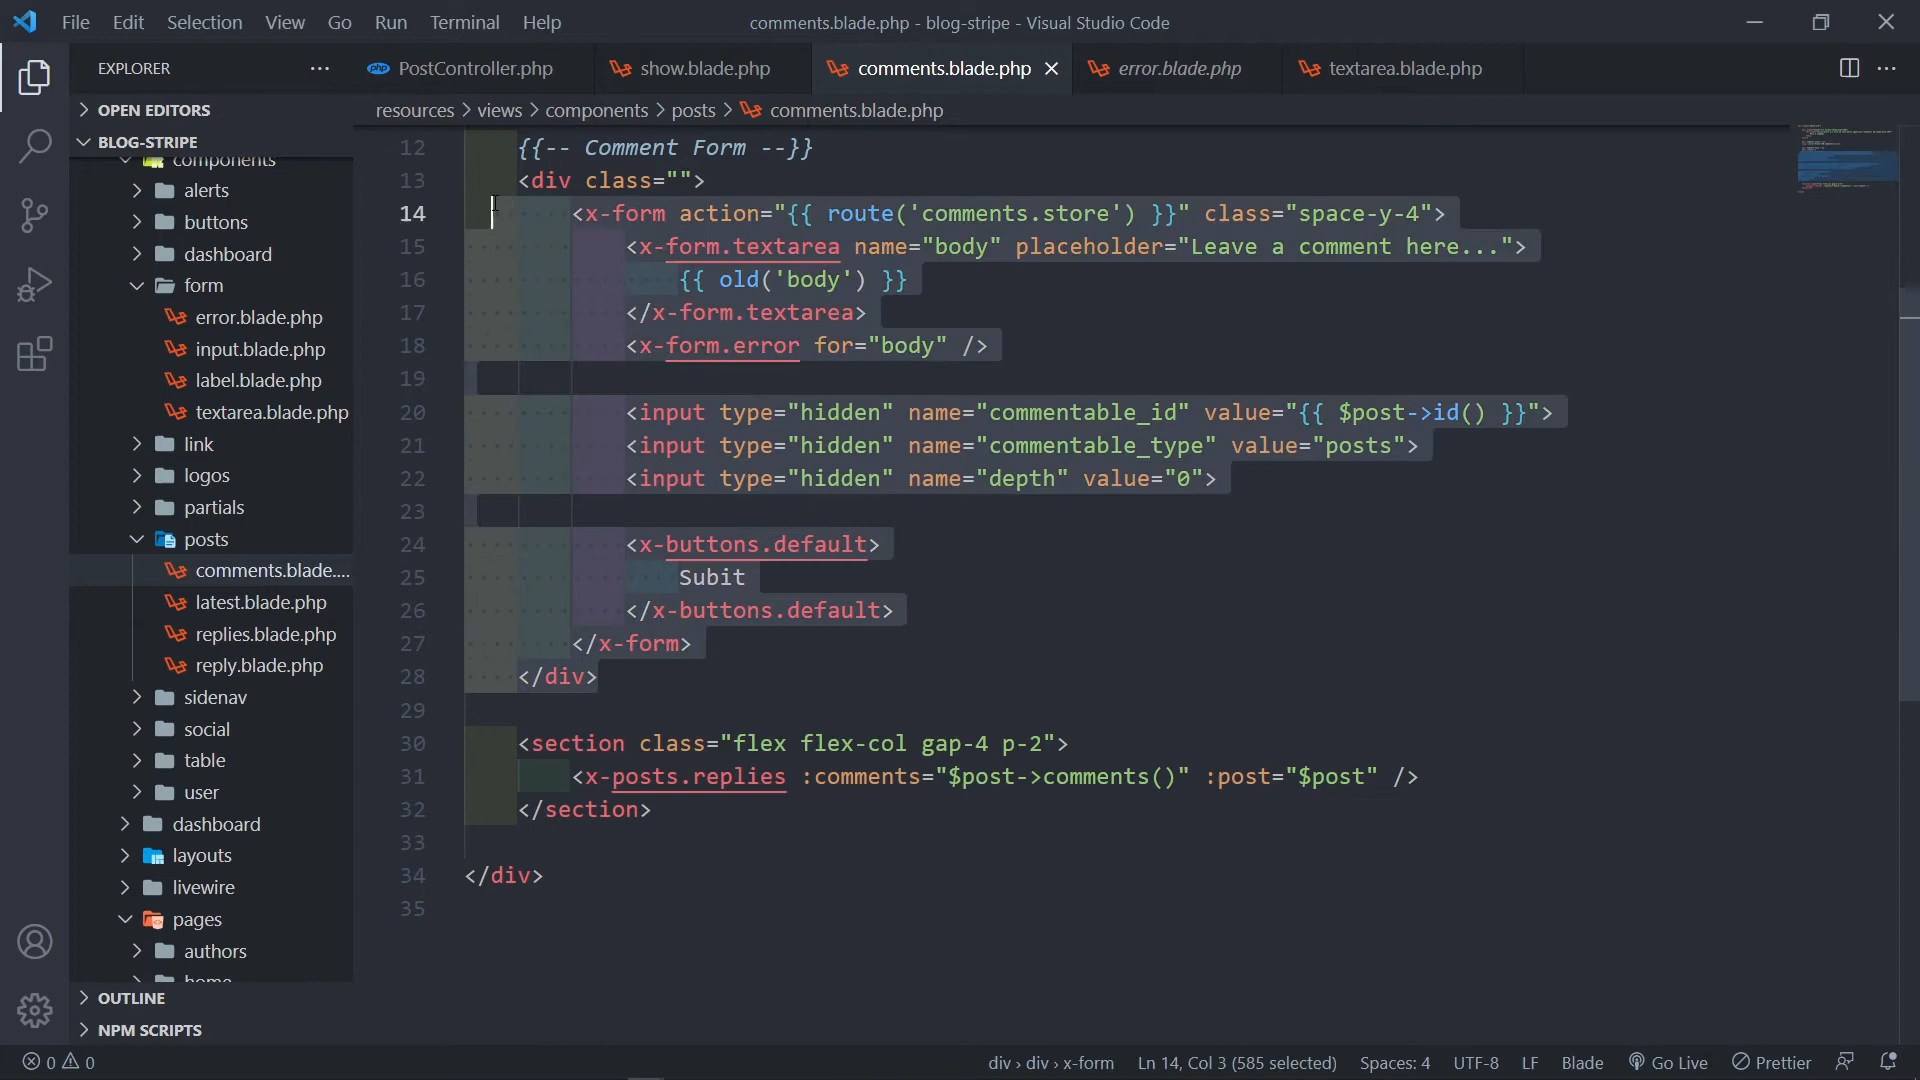 File Edit Selection View Go Run Terminal Help
comments.blade.php - blog-stripe - Visual Studio Code
EXPLORER
PostController.php show.blade.php comments.blade.php error.blade.php textarea.blade.php
OPEN EDITORS
BLOG-STRIPE
components
alerts
buttons
dashboard
form
error.blade.php
input.blade.php
label.blade.php
textarea.blade.php
link
logos
partials
posts
comments.blade....
latest.blade.php
replies.blade.php
reply.blade.php
sidenav
social
table
user
dashboard
layouts
livewire
pages
authors
home
OUTLINE
NPM SCRIPTS
resources > views > components > posts > comments.blade.php
12 {{-- Comment Form --}}
13 <div class="">
14 <x-form action="{{ route('comments.store') }}" class="space-y-4">
15 <x-form.textarea name="body" placeholder="Leave a comment here...">
16 {{ old('body') }}
17 </x-form.textarea>
18 <x-form.error for="body" />
19
20 <input type="hidden" name="commentable_id" value="{{ $post->id() }}">
21 <input type="hidden" name="commentable_type" value="posts">
22 <input type="hidden" name="depth" value="0">
23
24 <x-buttons.default>
25 Subit
26 </x-buttons.default>
27 </x-form>
28 </div>
29
30 <section class="flex flex-col gap-4 p-2">
31 <x-posts.replies :comments="$post->comments()" :post="$post" />
32 </section>
33
34 </div>
35
0 0
div > div > x-form Ln 14, Col 3 (585 selected) Spaces: 4 UTF-8 LF Blade Go Live Prettier